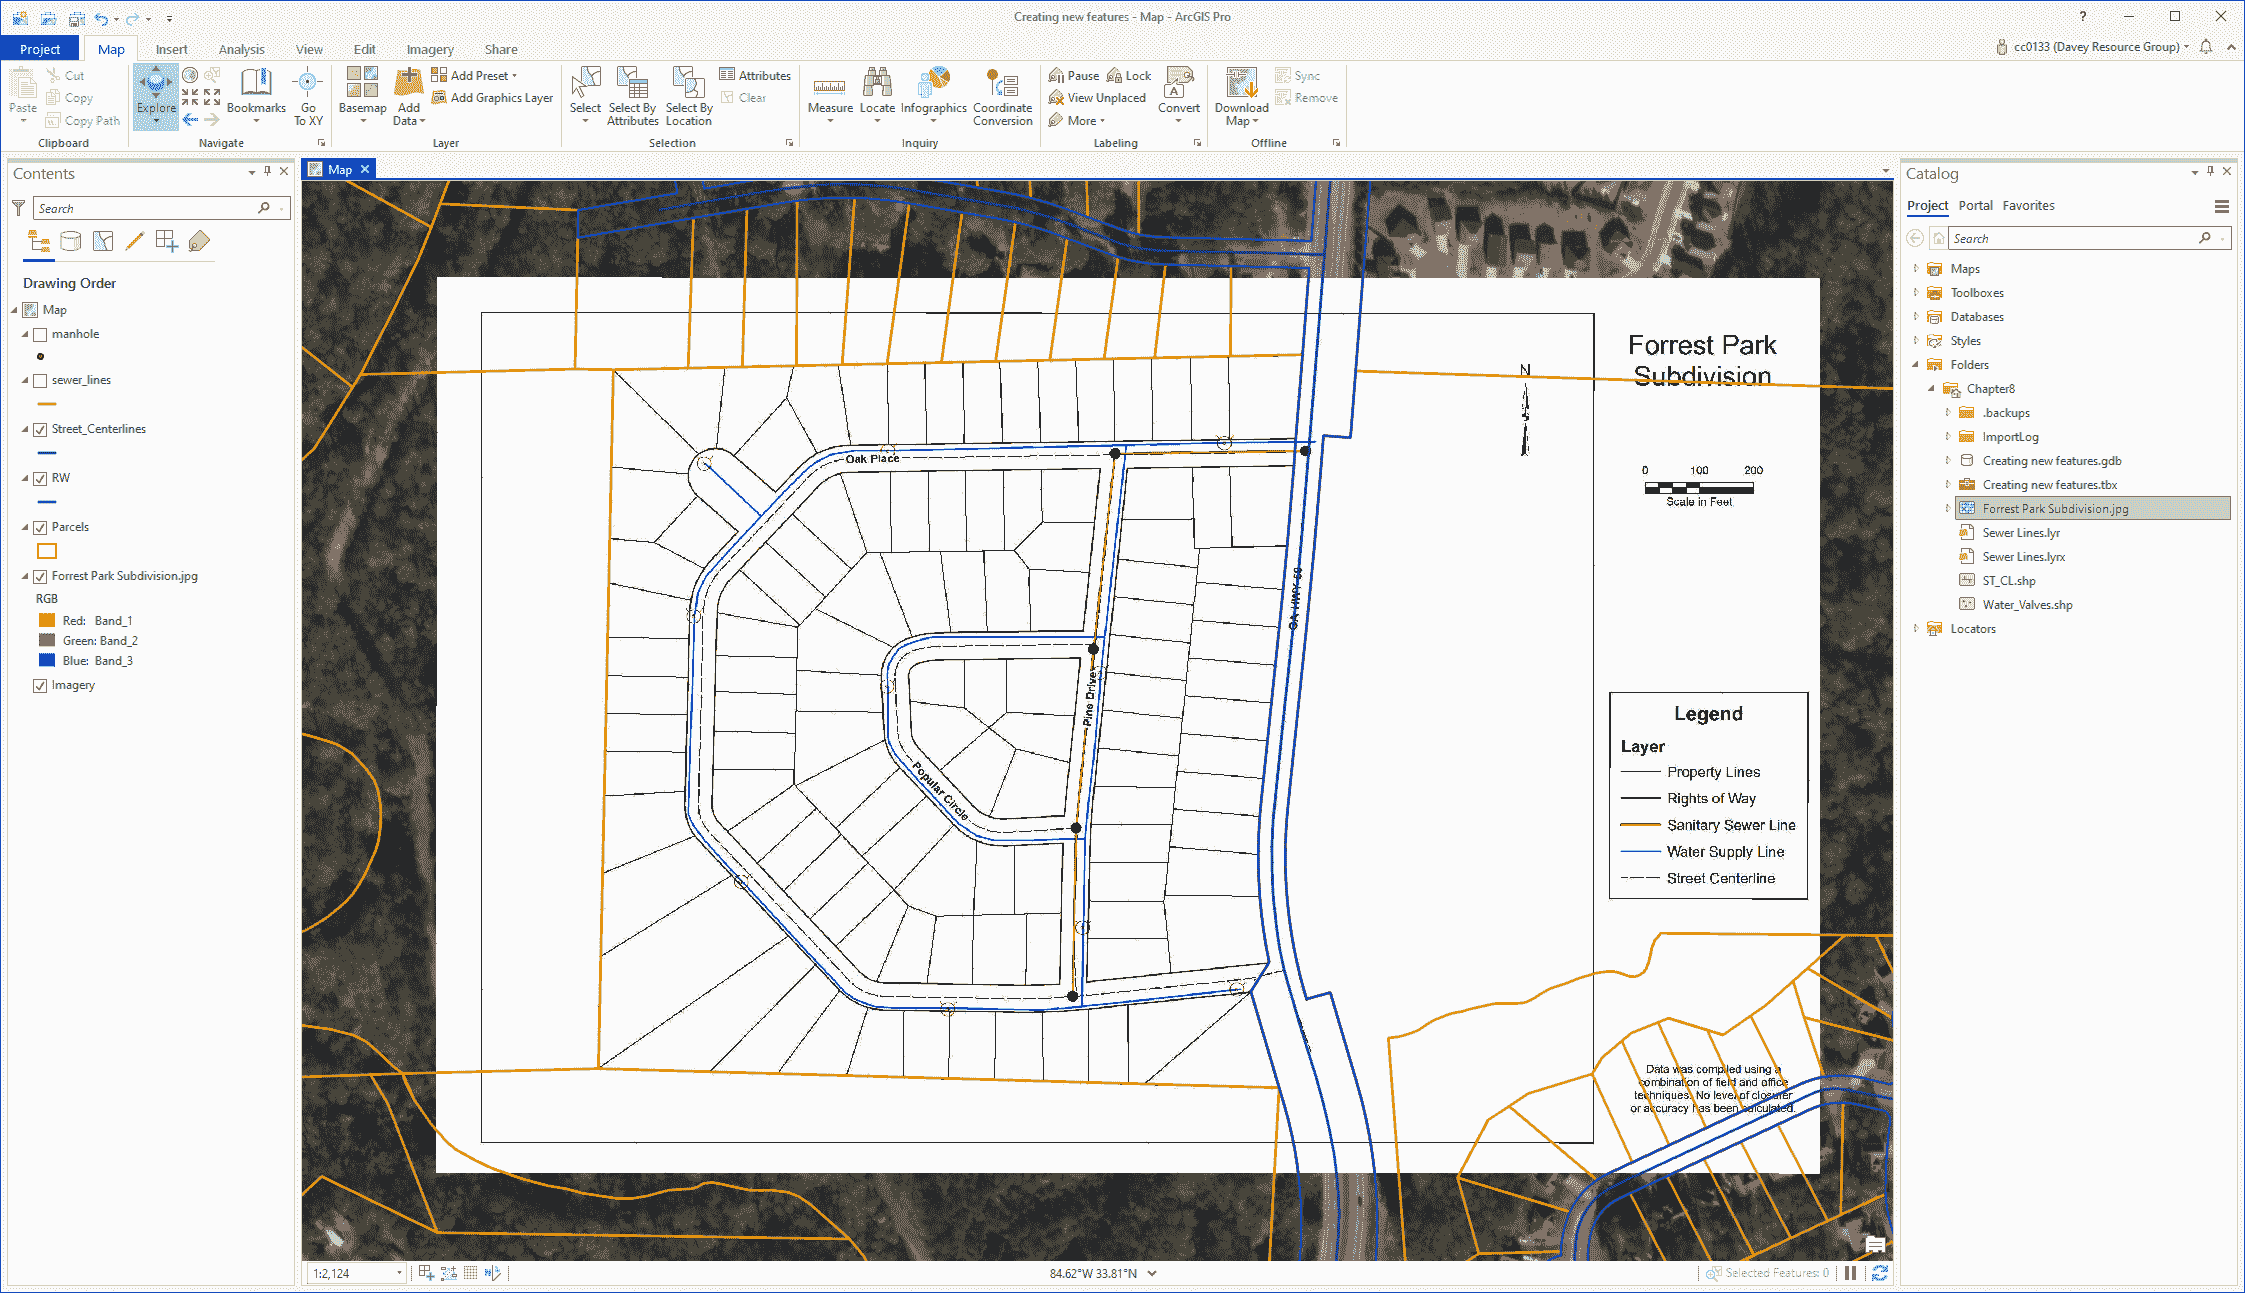 Creating new features - Map - ArcGIS Pro
?
Project Map Insert Analysis View Edit Imagery Share
cc0133 (Davey Resource Group)
Paste
Cut
Copy
Copy Path
Clipboard
Explore
Bookmarks
Go To XY
Navigate
Basemap
Add Data
Add Preset
Add Graphics Layer
Layer
Select
Select By Attributes
Select By Location
Attributes
Clear
Selection
Measure
Locate
Infographics
Coordinate Conversion
Inquiry
Pause
Lock
View Unplaced
More
Convert
Labeling
Download Map
Sync
Remove
Offline
Contents
Search
Drawing Order
Map
manhole
sewer_lines
Street_Centerlines
RW
Parcels
Forrest Park Subdivision.jpg
RGB
Red: Band_1
Green: Band_2
Blue: Band_3
Imagery
Map
Forrest Park
Subdivision
N
0 100 200
Scale in Feet
Oak Place
Pine Drive
Popular Circle
GA HWY 69
Legend
Layer
Property Lines
Rights of Way
Sanitary Sewer Line
Water Supply Line
Street Centerline
Data was compiled using a
combination of field and office
techniques. No level of closurer
or accuracy has been calculated.
1:2,124
84.62°W 33.81°N
Selected Features: 0
Catalog
Project Portal Favorites
Search
Maps
Toolboxes
Databases
Styles
Folders
Chapter8
.backups
ImportLog
Creating new features.gdb
Creating new features.tbx
Forrest Park Subdivision.jpg
Sewer Lines.lyr
Sewer Lines.lyrx
ST_CL.shp
Water_Valves.shp
Locators